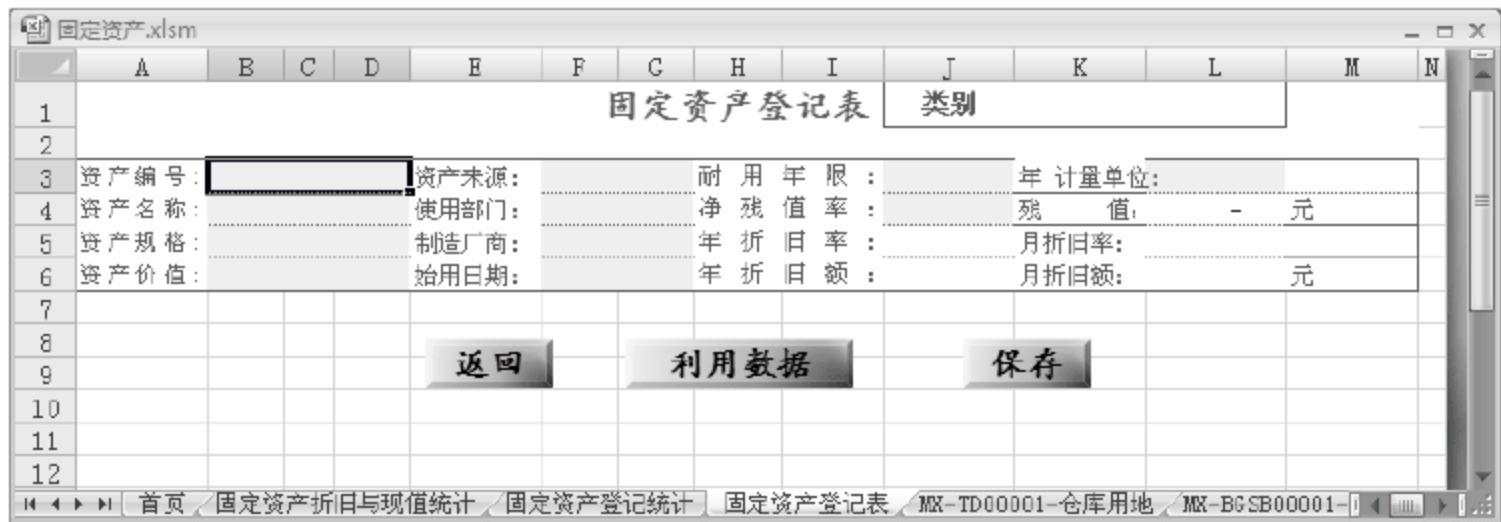 固定资产.xlsm
A B C D E F G H I J K L M N
1 固定资产登记表 类别
2
3 资产编号: 资产来源: 耐用年限: 年 计量单位:
4 资产名称: 使用部门: 净残值率: 残值: - 元
5 资产规格: 制造厂商: 年折旧率: 月折旧率:
6 资产价值: 始用日期: 年折旧额: 月折旧额: 元
7
8
返回 利用数据 保存
9
10
11
12
首页 固定资产折旧与现值统计 固定资产登记统计 固定资产登记表 MX-TD00001-仓库用地 MX-BGSB00001-